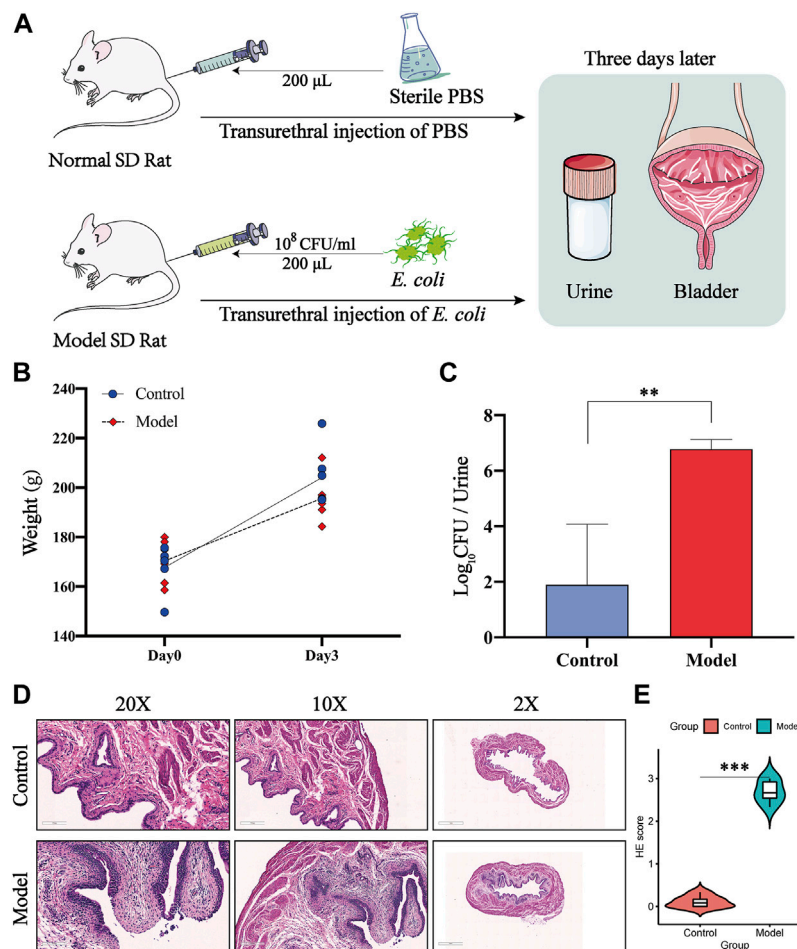 A
Three days later
200 μL
Sterile PBS
Transurethral injection of PBS
Normal SD Rat
10⁸ CFU/ml
200 μL
E. coli
Transurethral injection of E. coli
Model SD Rat
Urine
Bladder
B
Control
Model
Weight (g)
240
220
200
180
160
140
Day0
Day3
C
**
Log₁₀CFU / Urine
8
6
4
2
0
Control
Model
D
20X
10X
2X
Control
Model
E
Group
Control
Mode
***
HE score
3
2
1
0
Control
Model
Group